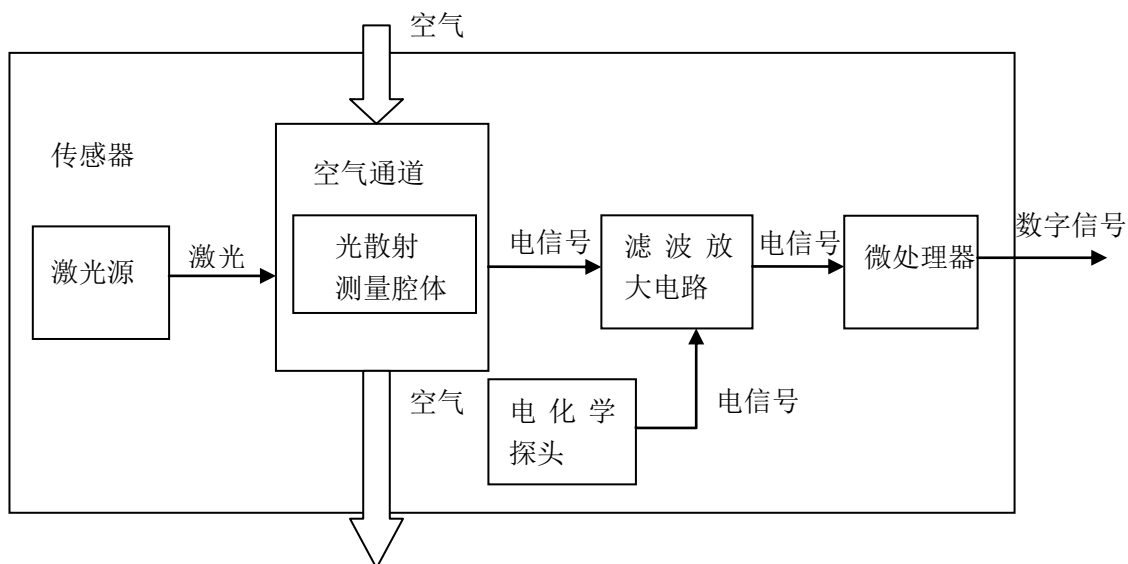 空气
传感器
空气通道
激光源
激光
光散射
测量腔体
电信号
滤波放
大电路
电信号
微处理器
数字信号
空气
电化学
探头
电信号